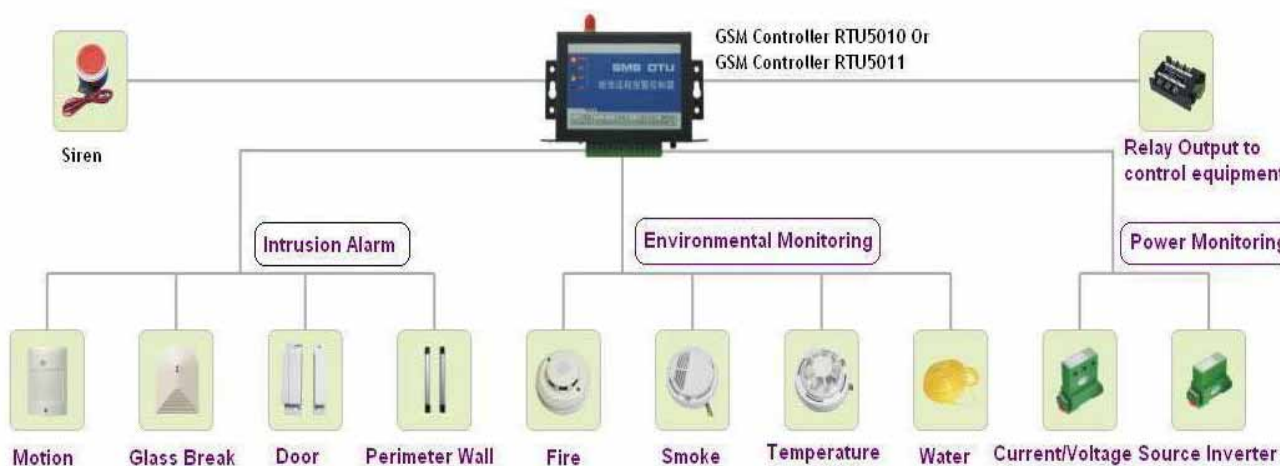 GSM Controller RTU5010 Or
GSM Controller RTU5011
SMS DTU
Siren
Relay Output to
control equipment
Intrusion Alarm
Environmental Monitoring
Power Monitoring
Motion
Glass Break
Door
Perimeter Wall
Fire
Smoke
Temperature
Water
Current/Voltage
Source Inverter